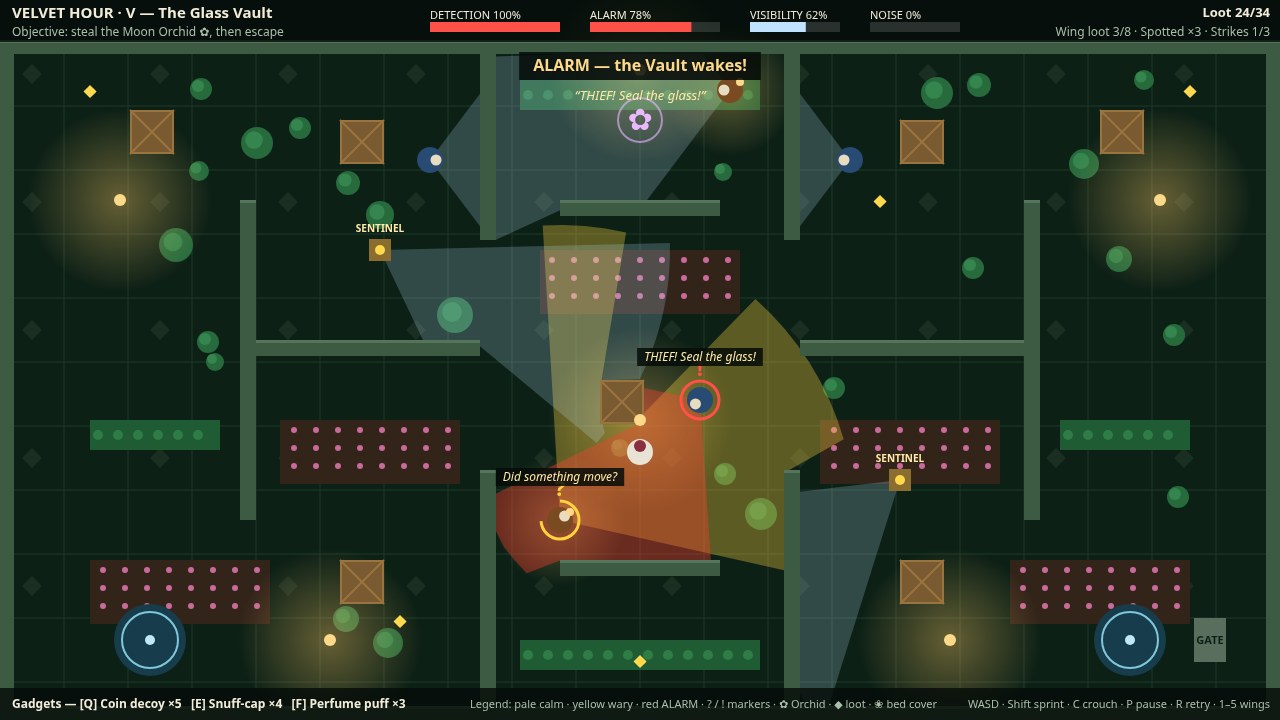 VELVET HOUR · V — The Glass Vault
Objective: steal the Moon Orchid ✿, then escape
DETECTION 100%
ALARM 78%
VISIBILITY 62%
NOISE 0%
Loot 24/34
Wing loot 3/8 · Spotted ×3 · Strikes 1/3
ALARM — the Vault wakes!
“THIEF! Seal the glass!”
SENTINEL
THIEF! Seal the glass!
!
SENTINEL
Did something move?
?
GATE
Gadgets — [Q] Coin decoy ×5 [E] Snuff-cap ×4 [F] Perfume puff ×3
Legend: pale calm · yellow wary · red ALARM · ? / ! markers · ✿ Orchid · ◆ loot · ❀ bed cover
WASD · Shift sprint · C crouch · P pause · R retry · 1–5 wings